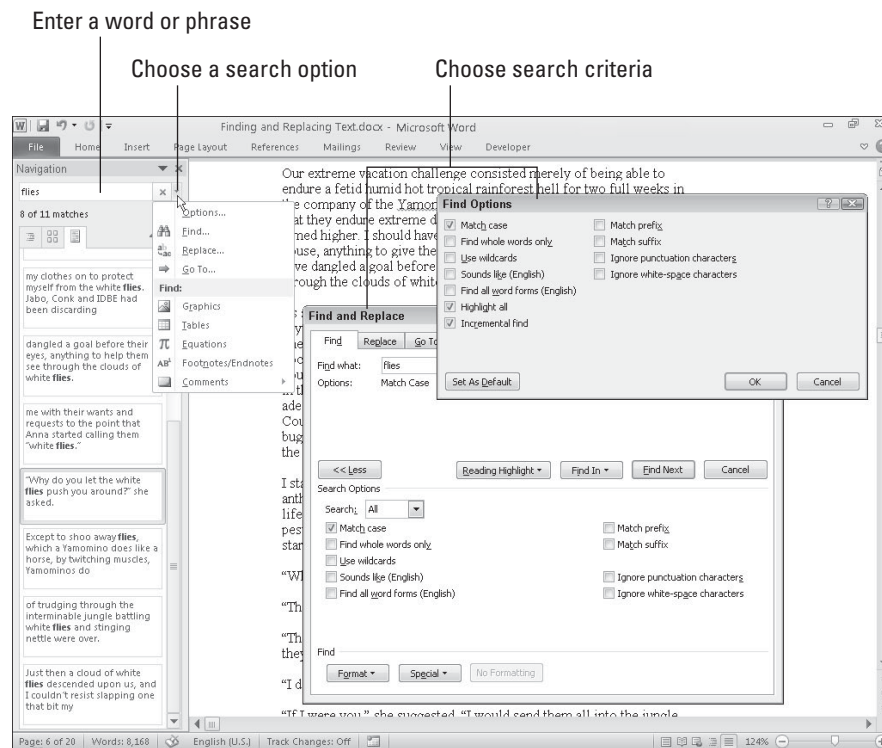 Enter a word or phrase
Choose a search option
Choose search criteria
Finding and Replacing Text.docx - Microsoft Word
File Home Insert Page Layout References Mailings Review View Developer
Navigation
flies
8 of 11 matches
my clothes on to protect
myself from the white flies.
Jabo, Conk and IDBE had
been discarding
dangled a goal before their
eyes, anything to help them
see through the clouds of
white flies.
me with their wants and
requests to the point that
Anna started calling them
"white flies."
"Why do you let the white
flies push you around?" she
asked.
Except to shoo away flies,
which a Yamomino does like a
horse, by twitching muscles,
Yamominos do
of trudging through the
interminable jungle battling
white flies and stinging
nettle were over.
Just then a cloud of white
flies descended upon us, and
I couldn't resist slapping one
that bit my
Options...
Find...
Replace...
Go To...
Find:
Graphics
Tables
Equations
Footnotes/Endnotes
Comments
Our extreme vacation challenge consisted merely of being able to
endure a fetid humid hot tropical rainforest hell for two full weeks in
the company of the
that they endure extreme
higher. I should have
anything to give the
dangled a goal before
through the clouds of
Find Options
Match case
Find whole words only
Use wildcards
Sounds like (English)
Find all word forms (English)
Highlight all
Incremental find
Match prefix
Match suffix
Ignore punctuation characters
Ignore white-space characters
Set As Default OK Cancel
Find and Replace
Find Replace Go To
Find what: flies
Options: Match Case
<< Less Reading Highlight Find In Find Next Cancel
Search Options
Search: All
Match case
Find whole words only
Use wildcards
Sounds like (English)
Find all word forms (English)
Match prefix
Match suffix
Ignore punctuation characters
Ignore white-space characters
Find
Format Special No Formatting
the
I
life
they
"I
"If I were you," she suggested, "I would send them all into the jungle
Page: 6 of 20 Words: 8,168 English (U.S.) Track Changes: Off 124%